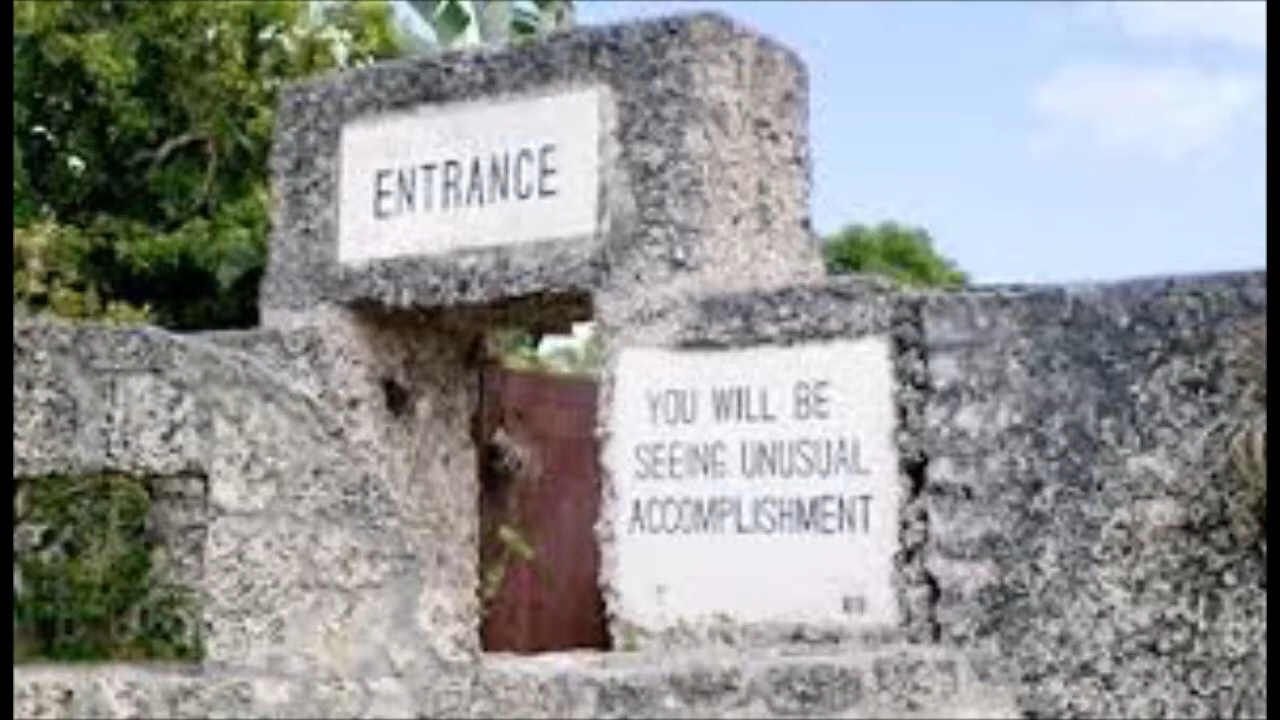 ENTRANCE
YOU WILL BE
SEEING UNUSUAL
ACCOMPLISHMENT